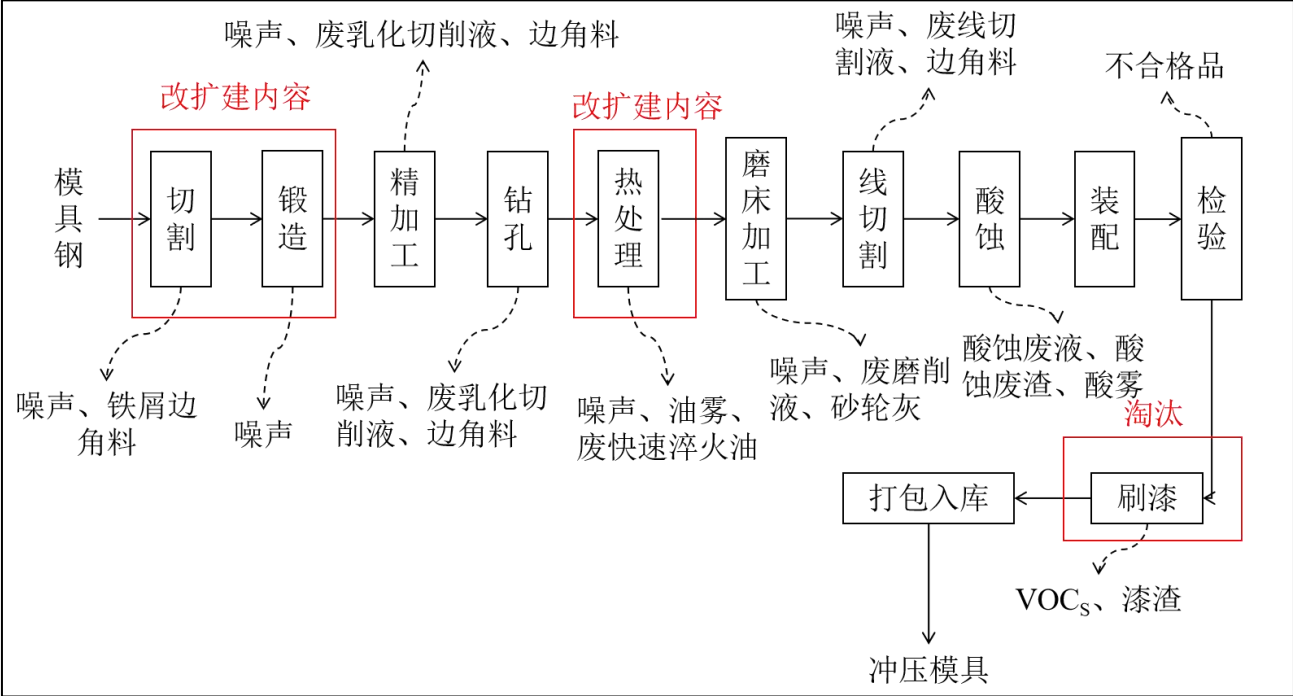 噪声、废乳化切削液、边角料
噪声、废线切
割液、边角料
不合格品
改扩建内容
改扩建内容
模具钢
切割
锻造
精加工
钻孔
热处理
磨床加工
线切割
酸蚀
装配
检验
噪声、铁屑边
角料
噪声
噪声、废乳化切
削液、边角料
噪声、油雾、
废快速淬火油
噪声、废磨削
液、砂轮灰
酸蚀废液、酸
蚀废渣、酸雾
淘汰
打包入库
刷漆
VOCS、漆渣
冲压模具